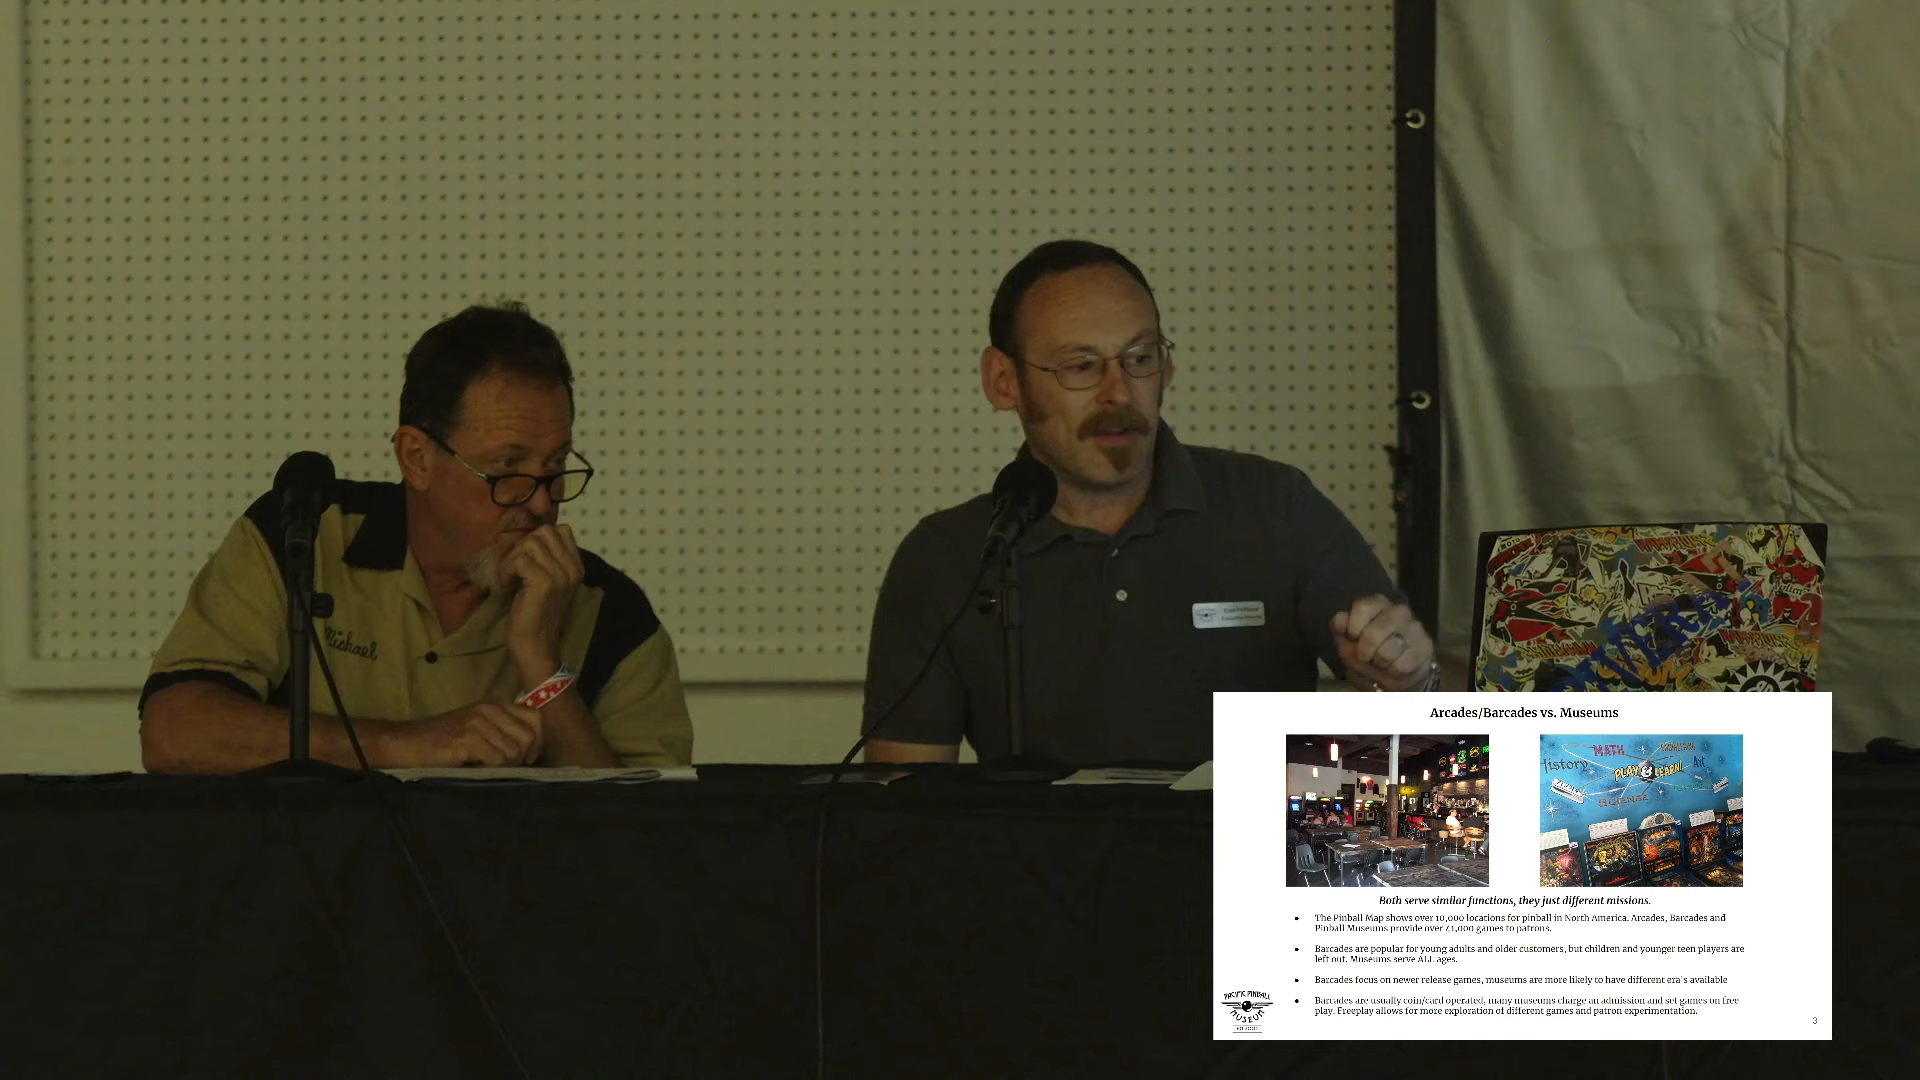 Michael
Arcades/Barcades vs. Museums
MATH
History
PLAY & LEARN!
Art
SCIENCE
Both serve similar functions, they just different missions.
• The Pinball Map shows over 10,000 locations for pinball in North America. Arcades, Barcades and
Pinball Museums provide over 41,000 games to patrons.
• Barcades are popular for young adults and older customers, but children and younger teen players are
left out. Museums serve ALL ages.
• Barcades focus on newer release games, museums are more likely to have different era's available
• Barcades are usually coin/card operated, many museums charge an admission and set games on free
play. Freeplay allows for more exploration of different games and patron experimentation.
PACIFIC PINBALL
MUSEUM
3